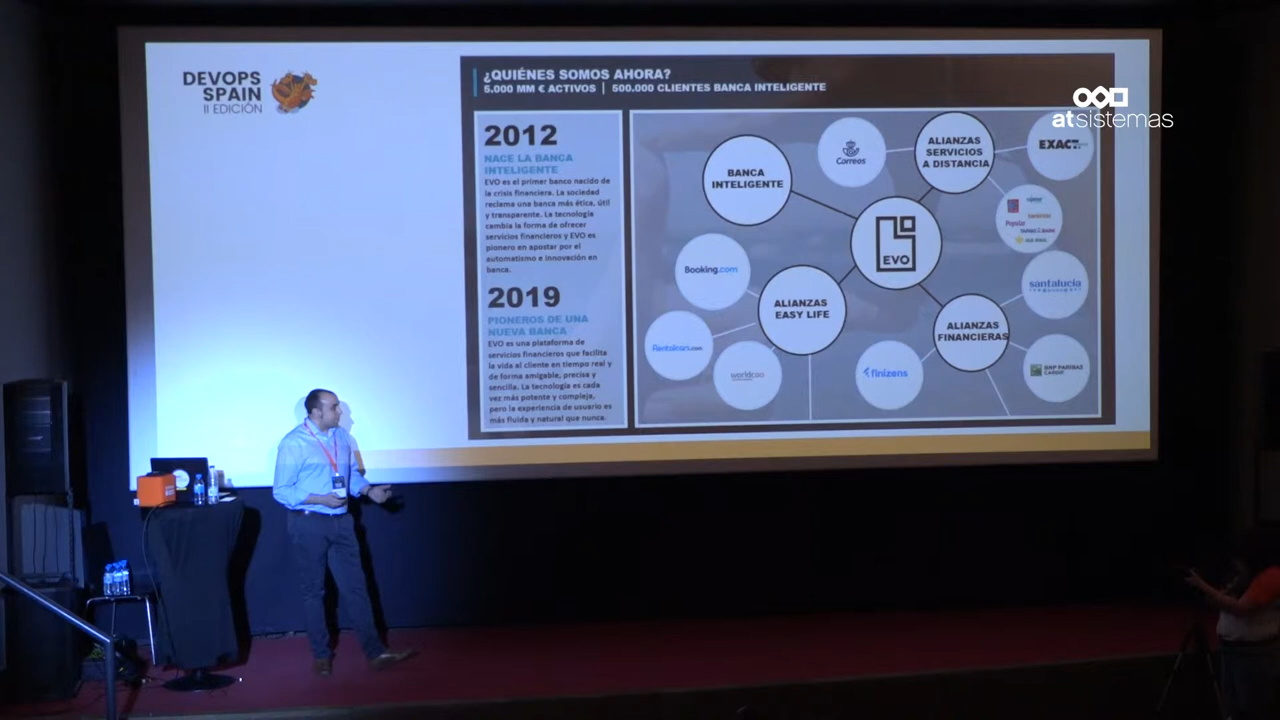 DEVOPS
SPAIN
II EDICIÓN
¿QUIÉNES SOMOS AHORA?
5.000 MM € ACTIVOS | 500.000 CLIENTES BANCA INTELIGENTE
atsistemas
2012
NACE LA BANCA
INTELIGENTE
EVO es el primer banco nacido de
la crisis financiera. La sociedad
reclama una banca más ética, útil
y transparente. La tecnología
cambia la forma de ofrecer
servicios financieros y EVO es
pionero en apostar por el
automatismo e innovación en
banca.
2019
PIONEROS DE UNA
NUEVA BANCA
EVO es una plataforma de
servicios financieros que facilita
la vida al cliente en tiempo real y
de forma amigable, precisa y
sencilla. La tecnología es cada
vez más potente y compleja,
pero la experiencia de usuario es
más fluida y natural que nunca.
BANCA
INTELIGENTE
Correos
ALIANZAS
SERVICIOS
A DISTANCIA
EXACT
Popular
EVO
Booking.com
ALIANZAS
EASY LIFE
santalucía
ALIANZAS
FINANCIERAS
Rentalcars.com
worldcoo
finizens
BNP PARIBAS
CARDIF